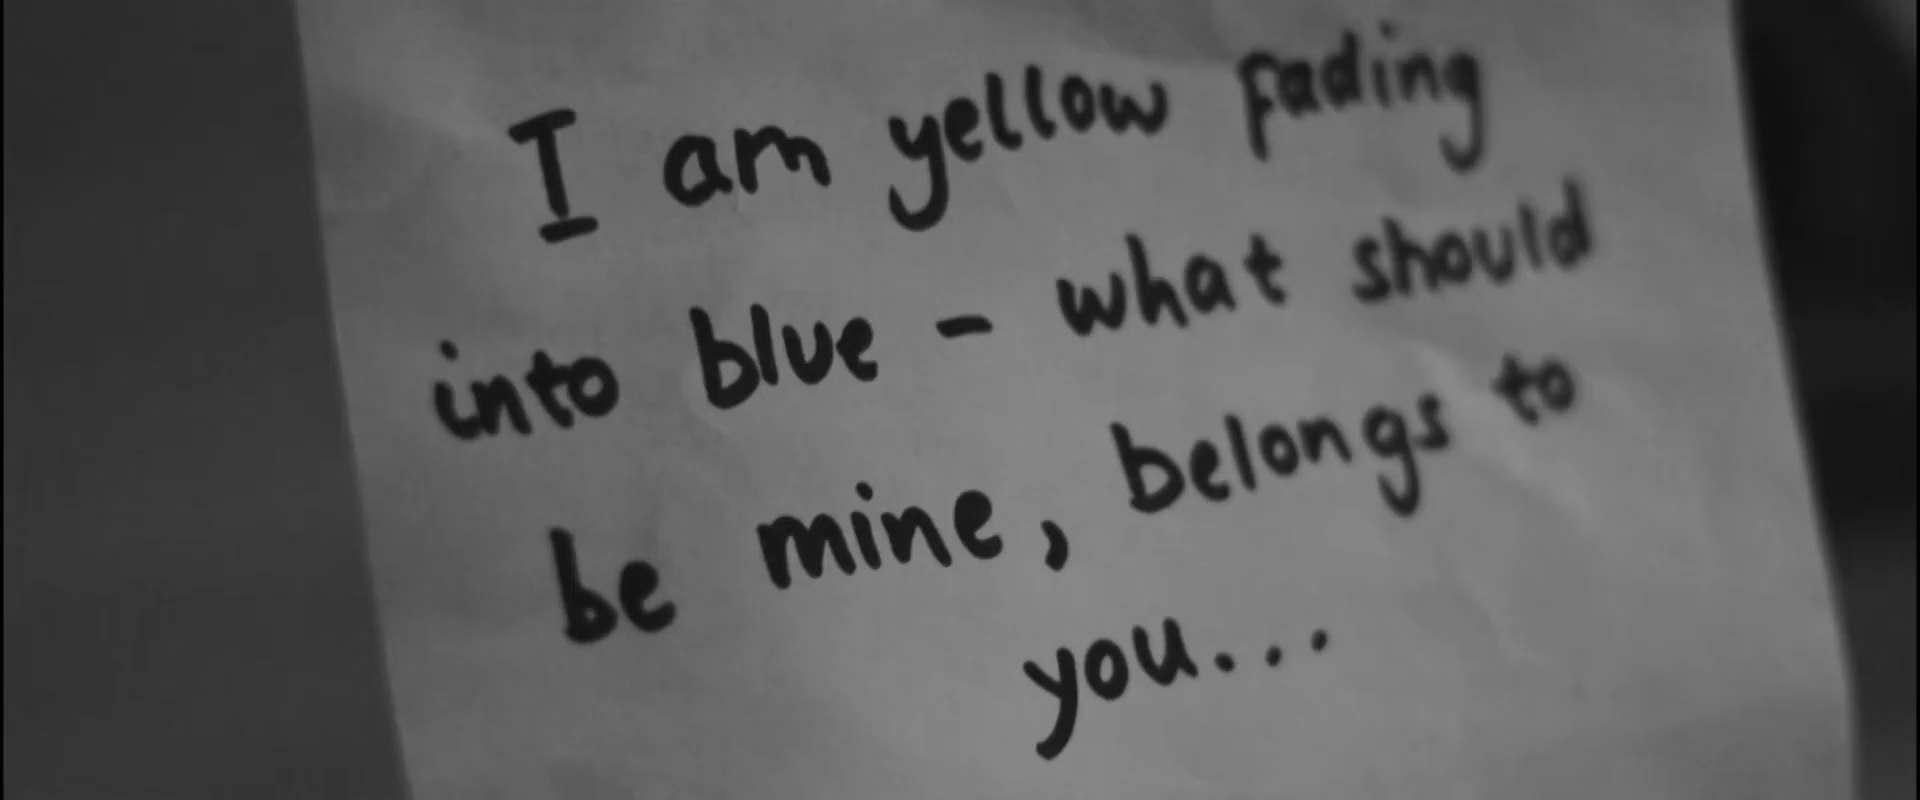 I am yellow fading
into blue - what should
be mine, belongs to
you...